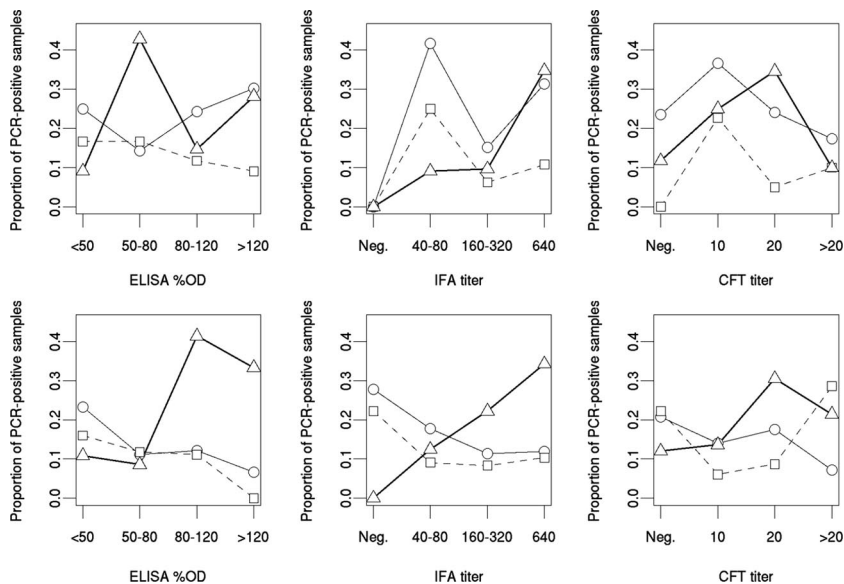 Proportion of PCR-positive samples
0.0 0.1 0.2 0.3 0.4
<50 50-80 80-120 >120
ELISA %OD
Proportion of PCR-positive samples
0.0 0.1 0.2 0.3 0.4
Neg. 40-80 160-320 640
IFA titer
Proportion of PCR-positive samples
0.0 0.1 0.2 0.3 0.4
Neg. 10 20 >20
CFT titer
Proportion of PCR-positive samples
0.0 0.1 0.2 0.3 0.4
<50 50-80 80-120 >120
ELISA %OD
Proportion of PCR-positive samples
0.0 0.1 0.2 0.3 0.4
Neg. 40-80 160-320 640
IFA titer
Proportion of PCR-positive samples
0.0 0.1 0.2 0.3 0.4
Neg. 10 20 >20
CFT titer